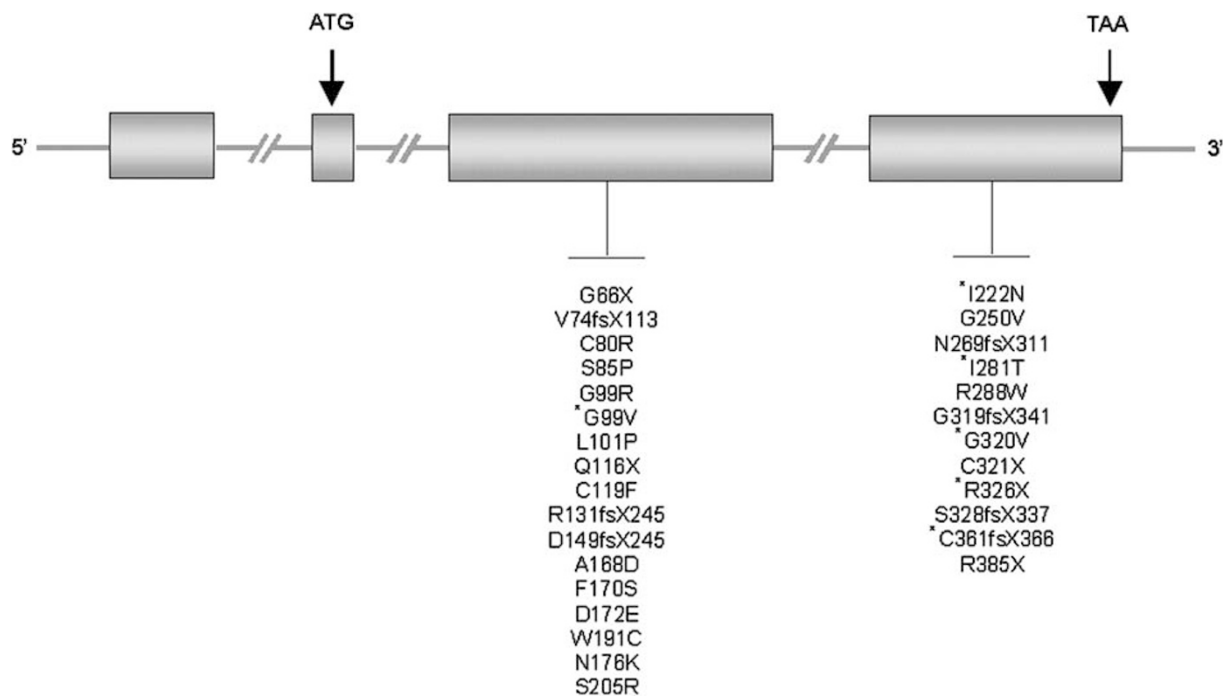 ATG
TAA
5'
3'
G66X
V74fsX113
C80R
S85P
G99R
*G99V
L101P
Q116X
C119F
R131fsX245
D149fsX245
A168D
F170S
D172E
W191C
N176K
S205R
*I222N
G250V
N269fsX311
*I281T
R288W
G319fsX341
*G320V
C321X
*R326X
S328fsX337
*C361fsX366
R385X